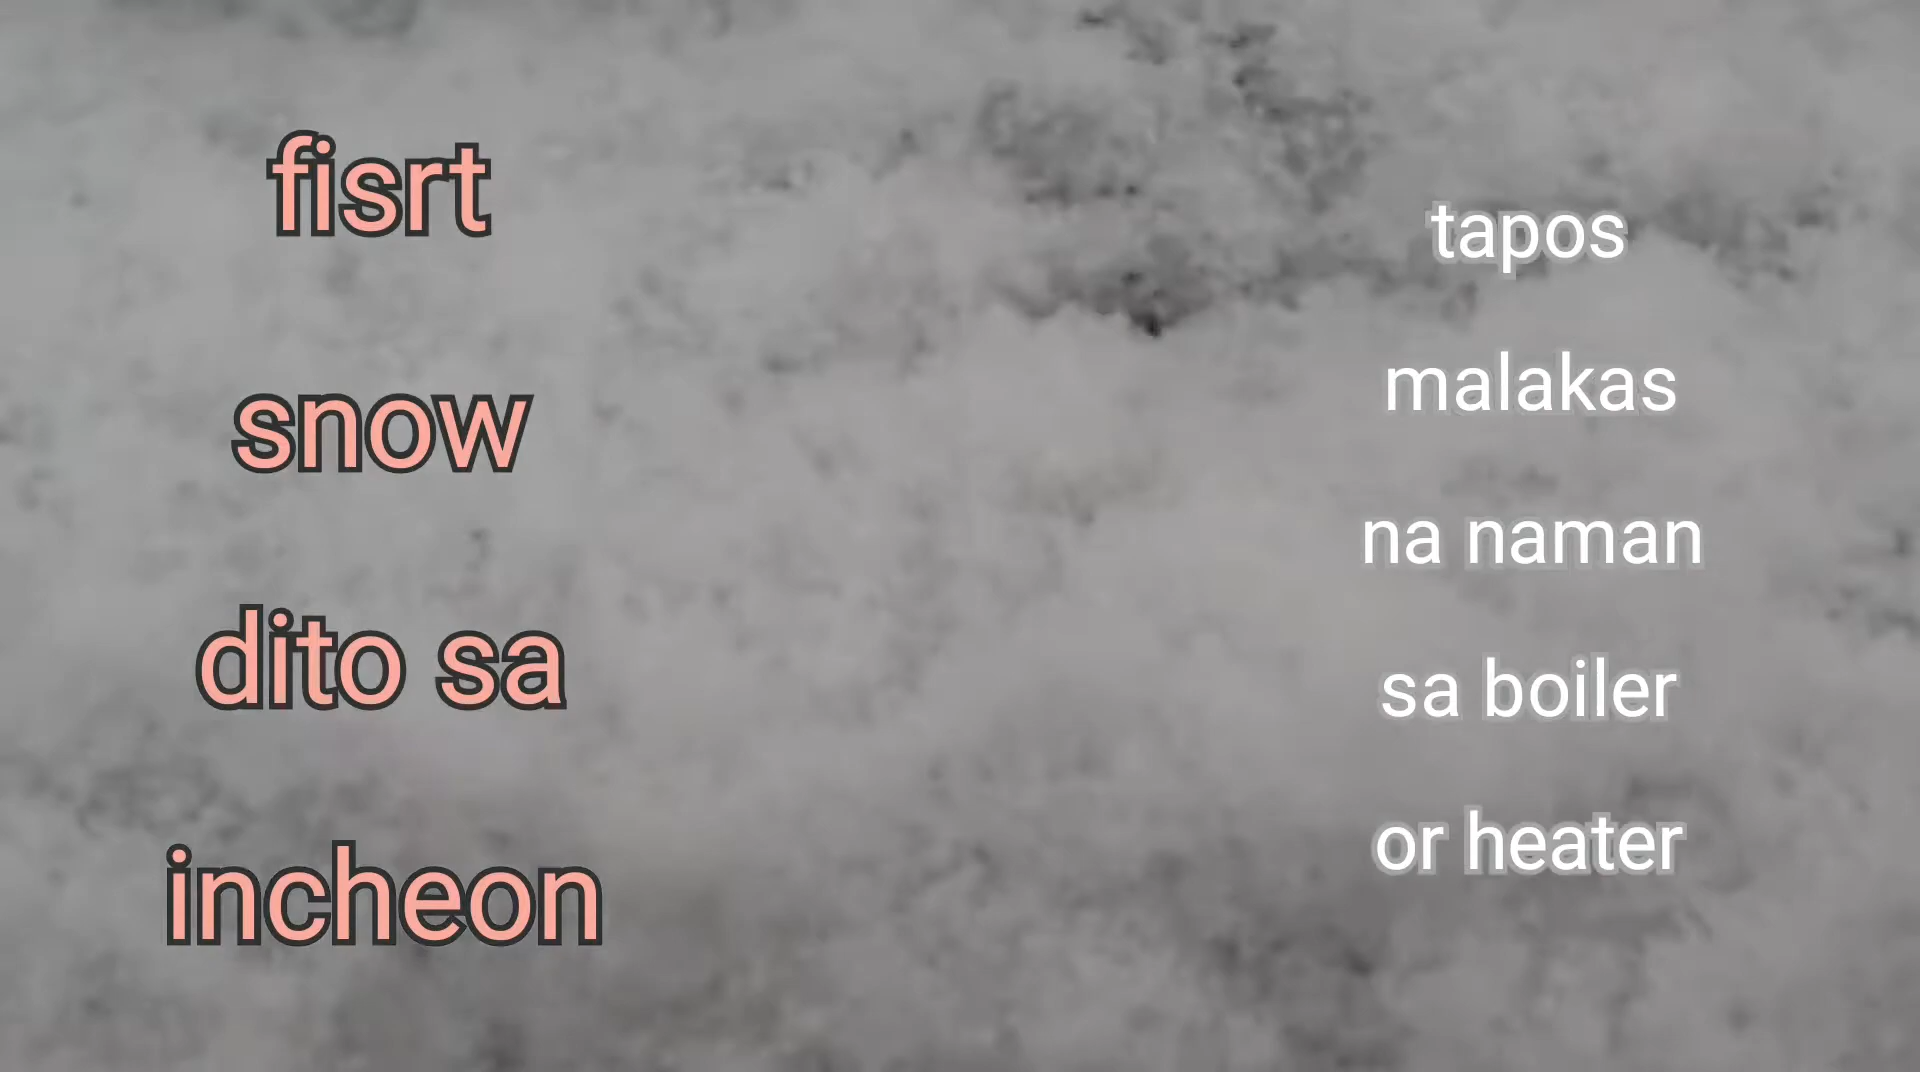 fisrt
snow
dito sa
incheon
tapos
malakas
na naman
sa boiler
or heater